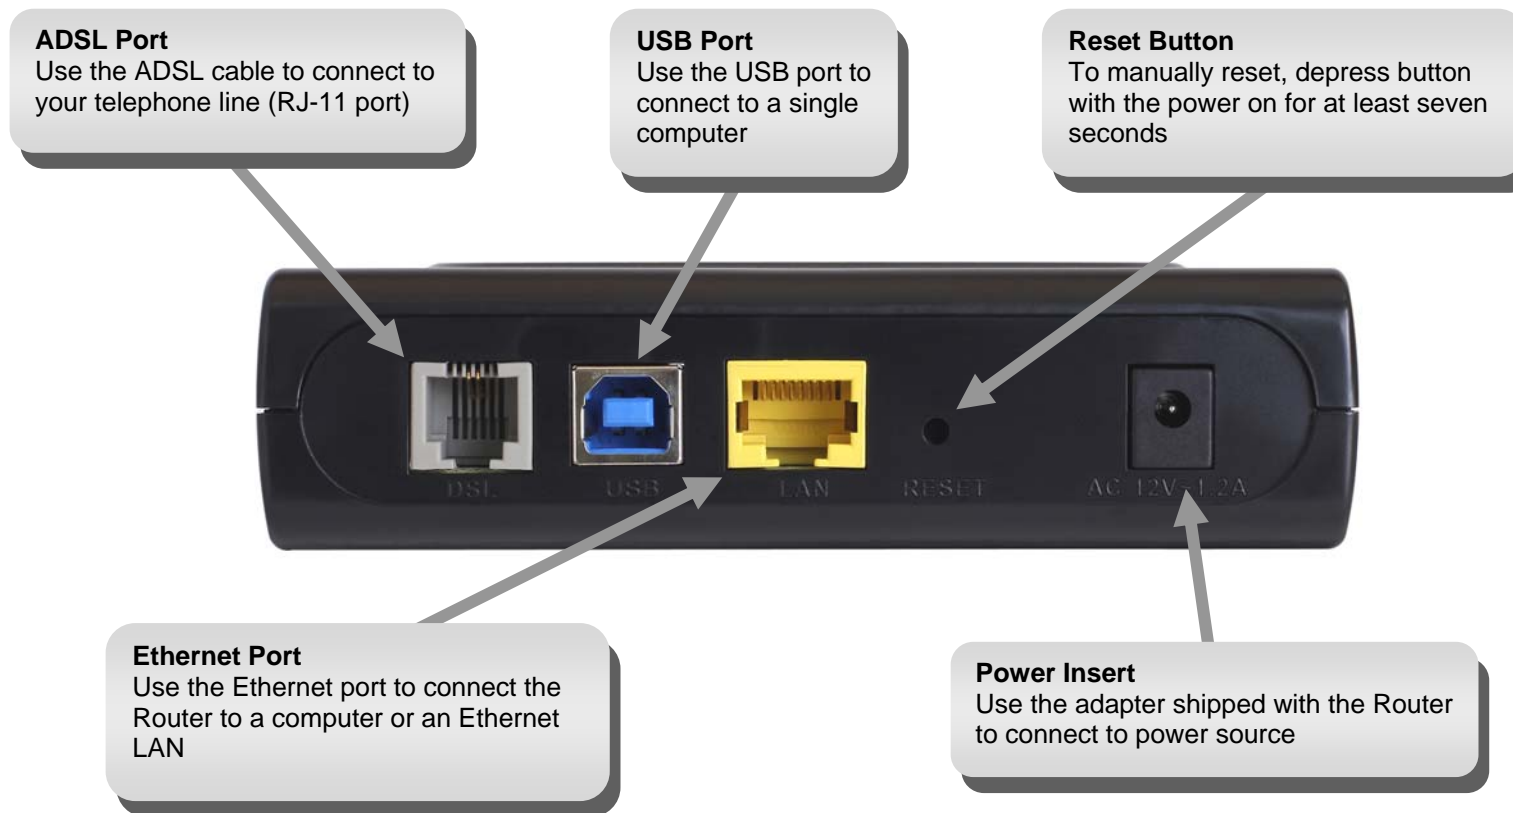 ADSL Port
Use the ADSL cable to connect to
your telephone line (RJ-11 port)
USB Port
Use the USB port to
connect to a single
computer
Reset Button
To manually reset, depress button
with the power on for at least seven
seconds
DSL
USB
LAN
RESET
AC 12V⎓1.2A
Ethernet Port
Use the Ethernet port to connect the
Router to a computer or an Ethernet
LAN
Power Insert
Use the adapter shipped with the Router
to connect to power source